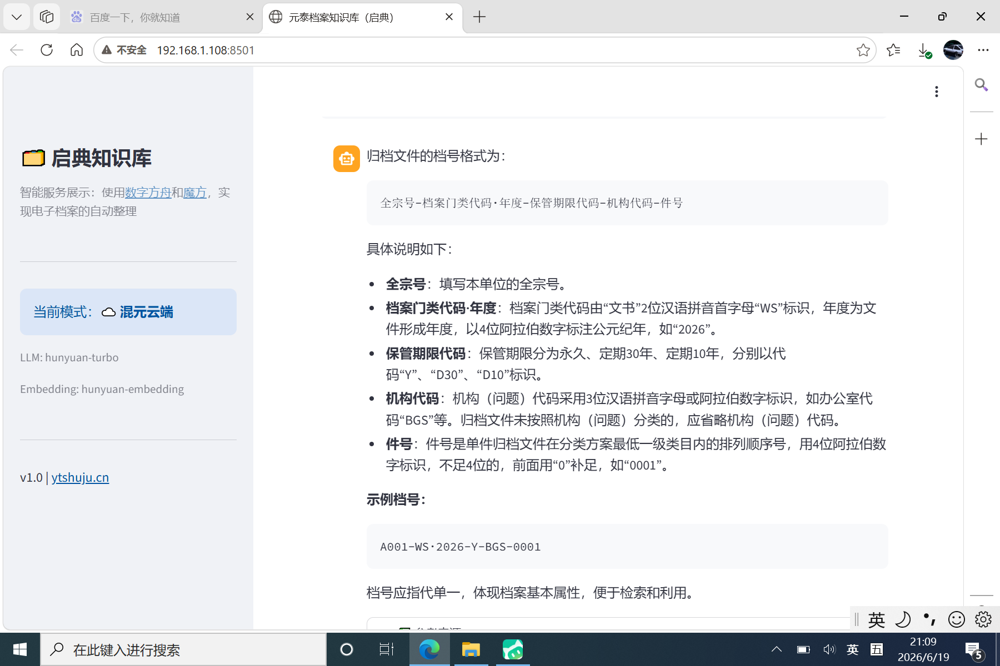 百度一下，你就知道
元泰档案知识库（启典）
不安全 192.168.1.108:8501
启典知识库
智能服务展示：使用数字方舟和魔方，实
现电子档案的自动整理
当前模式： 混元云端
LLM: hunyuan-turbo
Embedding: hunyuan-embedding
v1.0 | ytshuju.cn
归档文件的档号格式为：
全宗号-档案门类代码·年度-保管期限代码-机构代码-件号
具体说明如下：
• 全宗号：填写本单位的全宗号。
• 档案门类代码·年度：档案门类代码由“文书”2位汉语拼音首字母“WS”标识，年度为文
件形成年度，以4位阿拉伯数字标注公元纪年，如“2026”。
• 保管期限代码：保管期限分为永久、定期30年、定期10年，分别以代
码“Y”、“D30”、“D10”标识。
• 机构代码：机构（问题）代码采用3位汉语拼音字母或阿拉伯数字标识，如办公室代
码“BGS”等。归档文件未按照机构（问题）分类的，应省略机构（问题）代码。
• 件号：件号是单件归档文件在分类方案最低一级类目内的排列顺序号，用4位阿拉伯数
字标识，不足4位的，前面用“0”补足，如“0001”。
示例档号：
A001-WS·2026-Y-BGS-0001
档号应指代单一，体现档案基本属性，便于检索和利用。
英
在此键入进行搜索
英 五
21:09
2026/6/19
5